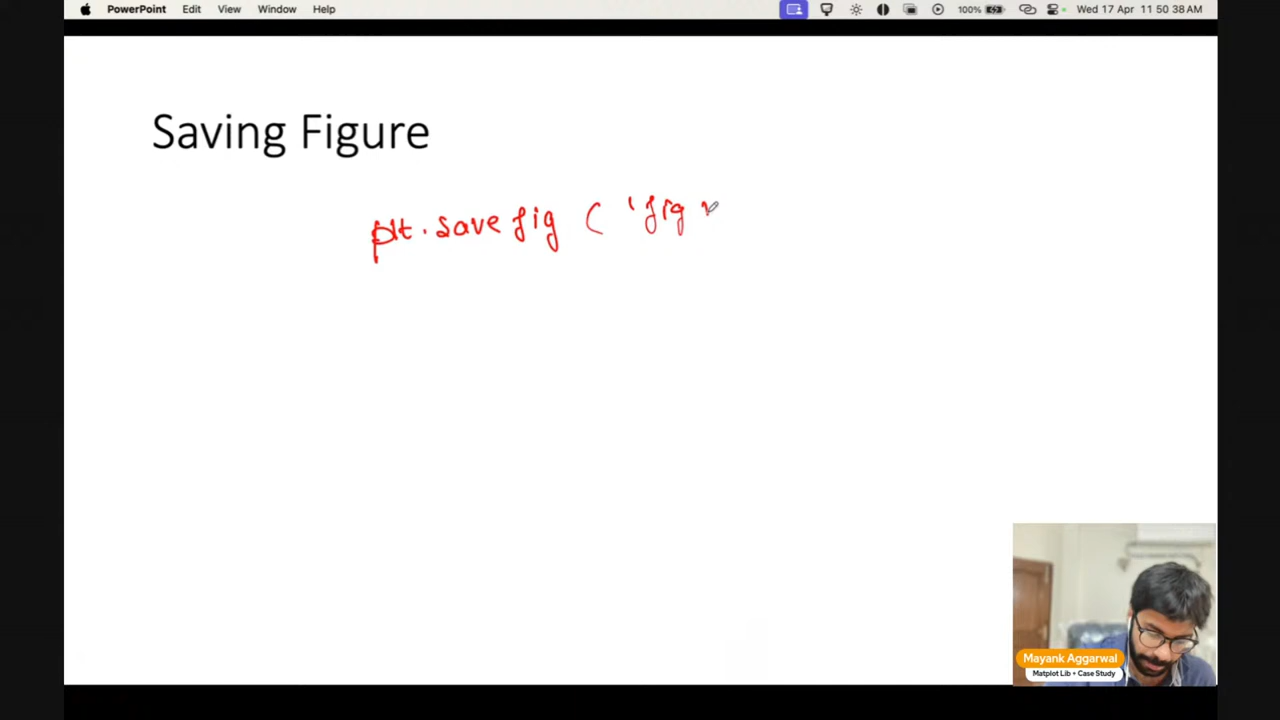 PowerPoint Edit View Window Help 100% Wed 17 Apr 11 50 38 AM
Saving Figure
plt.savefig ( 'fig
Mayank Aggarwal
Matplot Lib + Case Study